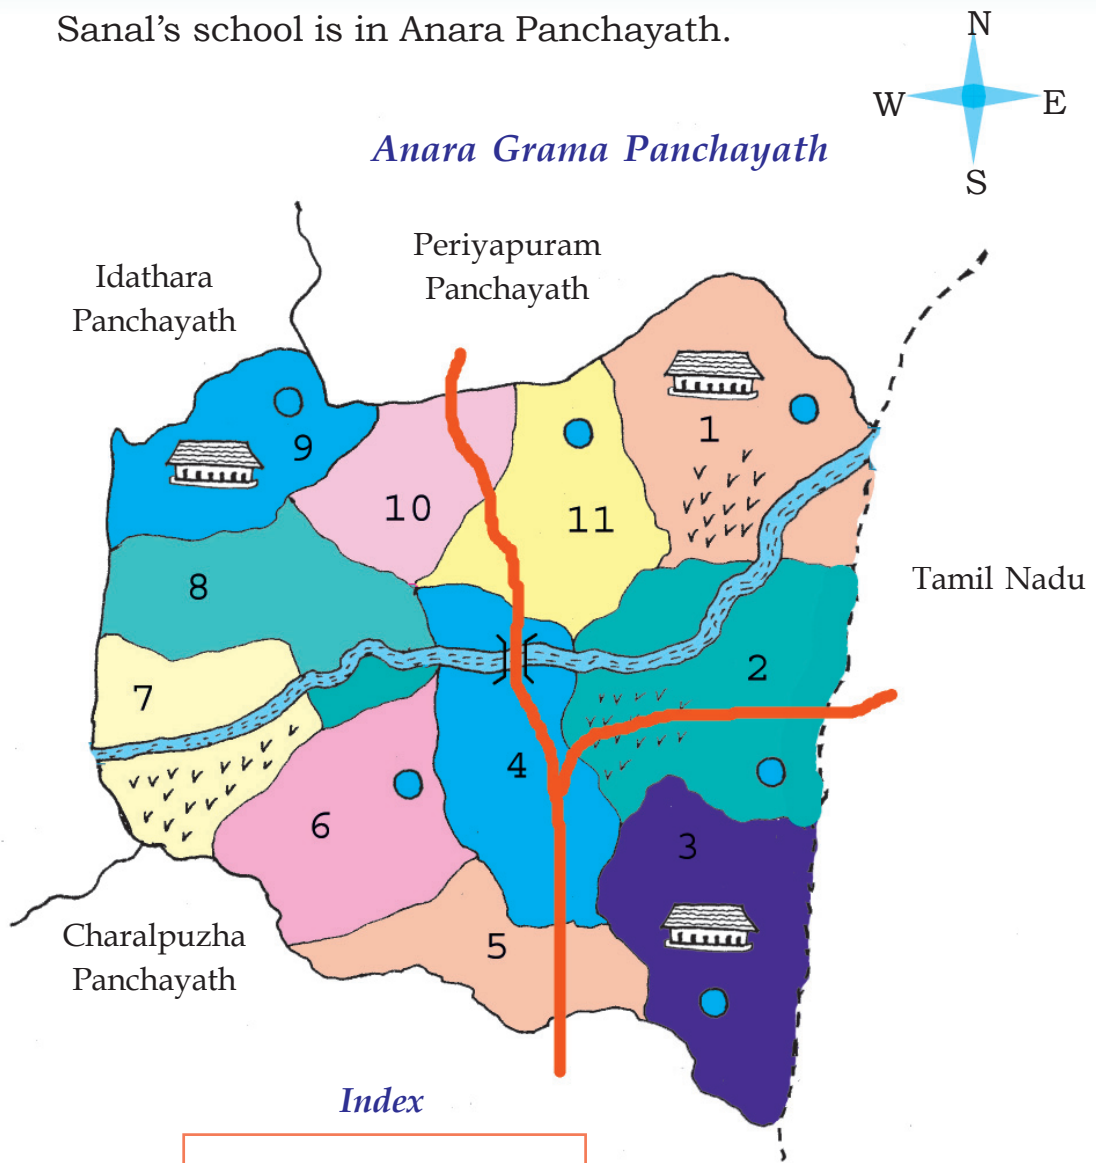 Sanal's school is in Anara Panchayath.
N
W
E
S
Anara Grama Panchayath
Periyapuram
Panchayath
Idathara
Panchayath
1
9
10
11
8
Tamil Nadu
2
7
4
6
3
5
Charalpuzha
Panchayath
Index